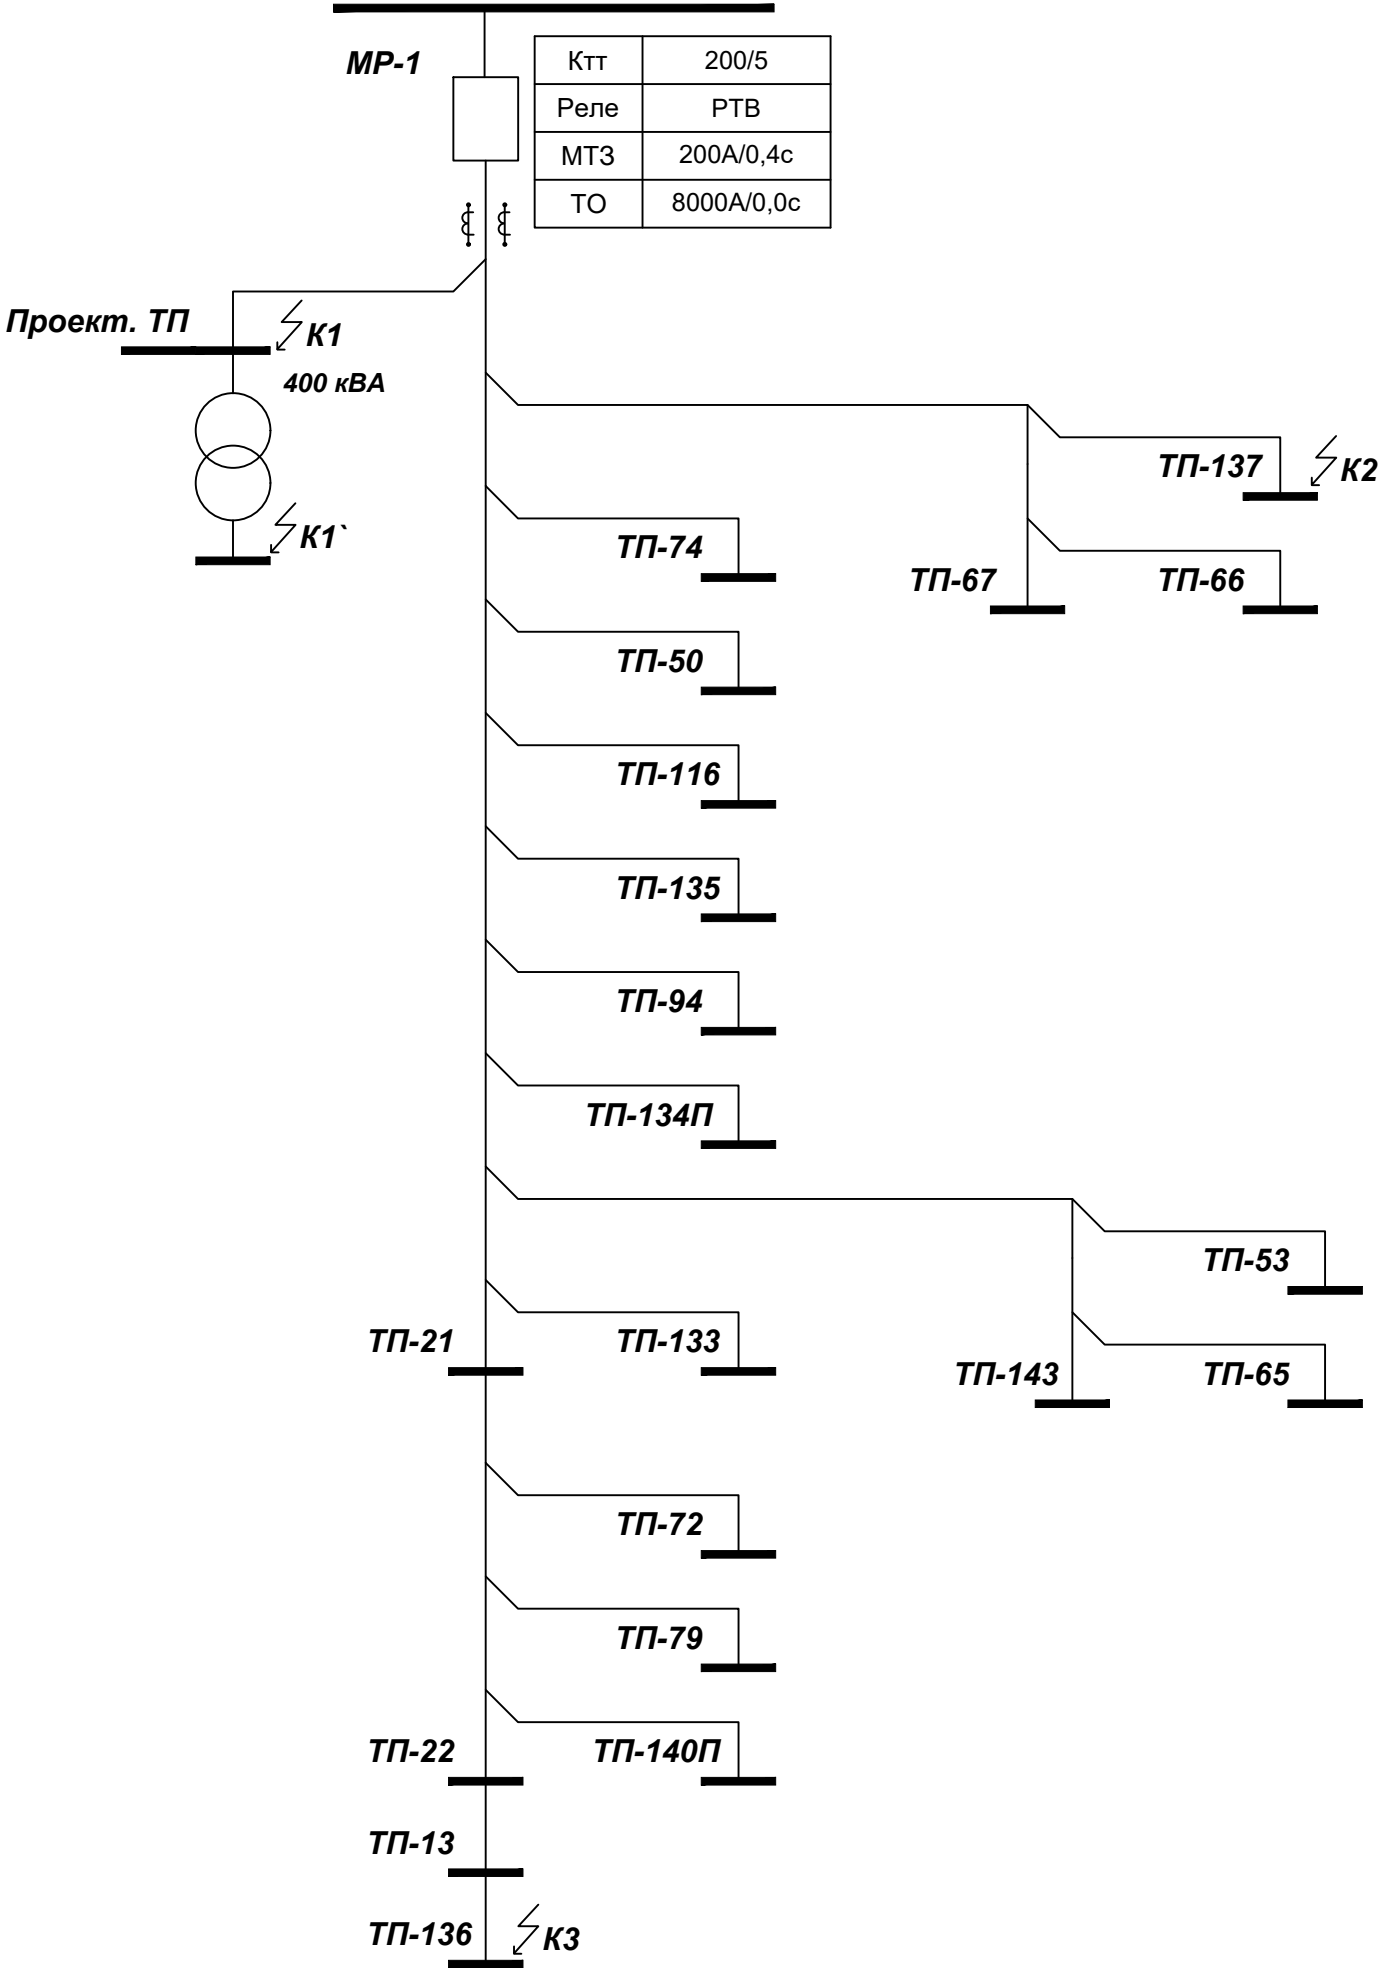 МР-1
Ктт 200/5
Реле РТВ
МТЗ 200А/0,4с
ТО 8000А/0,0с
Проект. ТП
К1
400 кВА
К1`
ТП-137
К2
ТП-74
ТП-67
ТП-66
ТП-50
ТП-116
ТП-135
ТП-94
ТП-134П
ТП-53
ТП-21
ТП-133
ТП-143
ТП-65
ТП-72
ТП-79
ТП-22
ТП-140П
ТП-13
ТП-136
К3